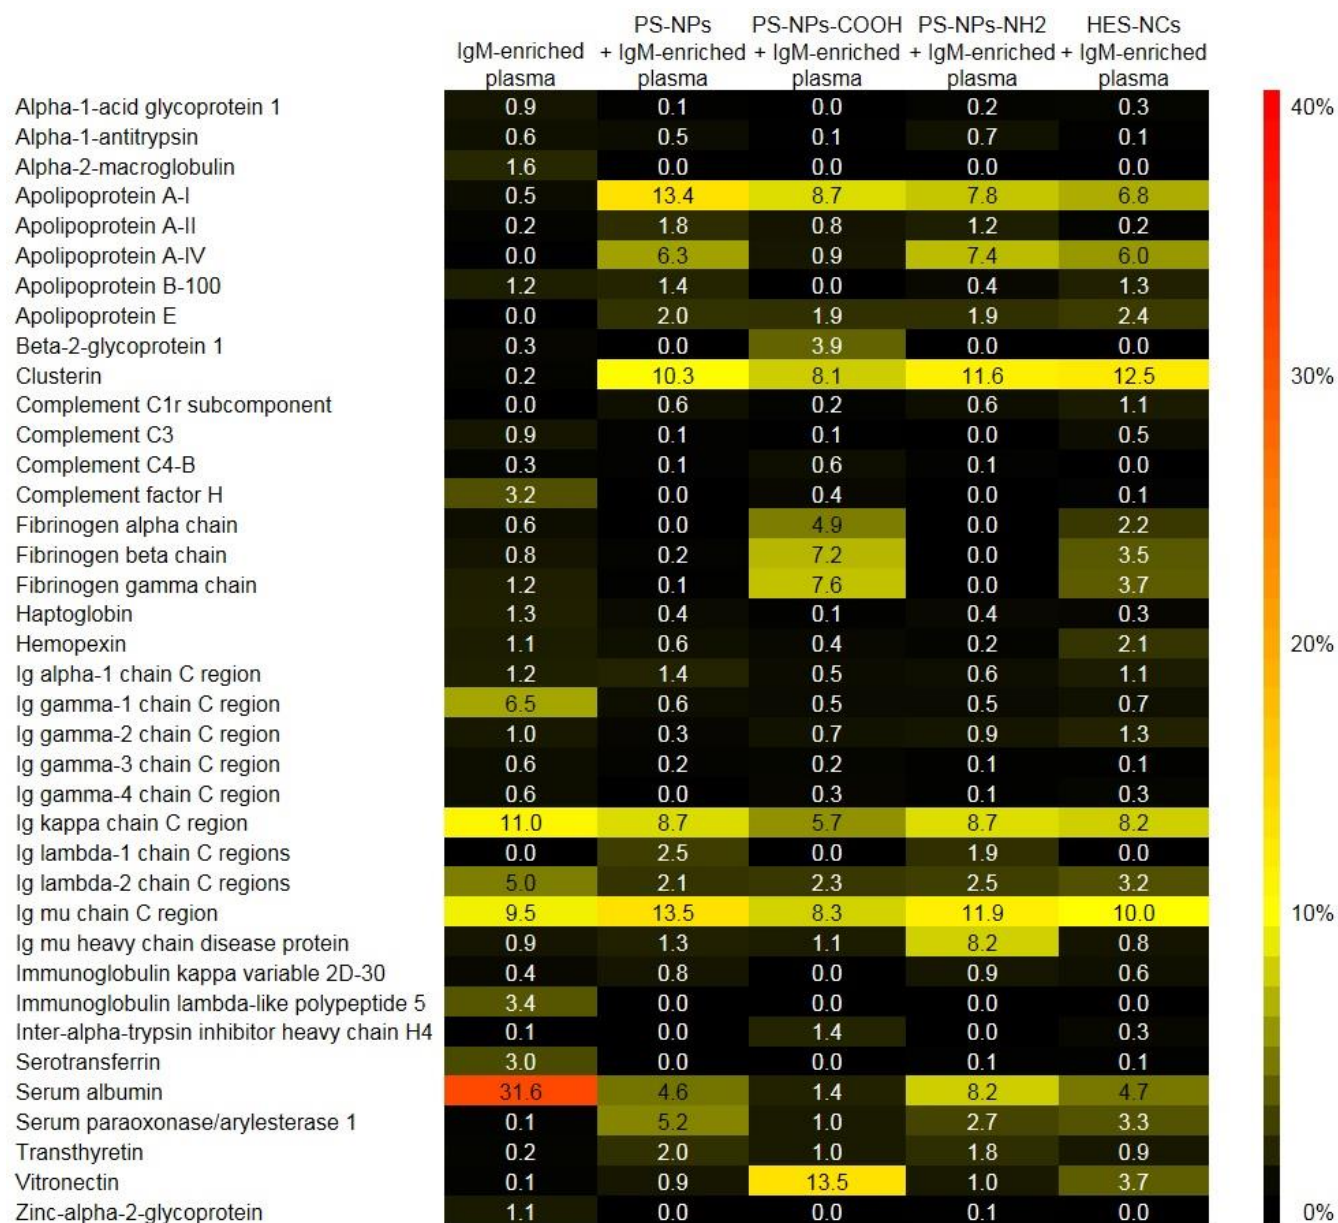 PS-NPs PS-NPs-COOH PS-NPs-NH2 HES-NCs
IgM-enriched + IgM-enriched + IgM-enriched + IgM-enriched + IgM-enriched
plasma plasma plasma plasma plasma
Alpha-1-acid glycoprotein 1 0.9 0.1 0.0 0.2 0.3 40%
Alpha-1-antitrypsin 0.6 0.5 0.1 0.7 0.1
Alpha-2-macroglobulin 1.6 0.0 0.0 0.0 0.0
Apolipoprotein A-I 0.5 13.4 8.7 7.8 6.8
Apolipoprotein A-II 0.2 1.8 0.8 1.2 0.2
Apolipoprotein A-IV 0.0 6.3 0.9 7.4 6.0
Apolipoprotein B-100 1.2 1.4 0.0 0.4 1.3
Apolipoprotein E 0.0 2.0 1.9 1.9 2.4
Beta-2-glycoprotein 1 0.3 0.0 3.9 0.0 0.0
Clusterin 0.2 10.3 8.1 11.6 12.5 30%
Complement C1r subcomponent 0.0 0.6 0.2 0.6 1.1
Complement C3 0.9 0.1 0.1 0.0 0.5
Complement C4-B 0.3 0.1 0.6 0.1 0.0
Complement factor H 3.2 0.0 0.4 0.0 0.1
Fibrinogen alpha chain 0.6 0.0 4.9 0.0 2.2
Fibrinogen beta chain 0.8 0.2 7.2 0.0 3.5
Fibrinogen gamma chain 1.2 0.1 7.6 0.0 3.7
Haptoglobin 1.3 0.4 0.1 0.4 0.3
Hemopexin 1.1 0.6 0.4 0.2 2.1 20%
Ig alpha-1 chain C region 1.2 1.4 0.5 0.6 1.1
Ig gamma-1 chain C region 6.5 0.6 0.5 0.5 0.7
Ig gamma-2 chain C region 1.0 0.3 0.7 0.9 1.3
Ig gamma-3 chain C region 0.6 0.2 0.2 0.1 0.1
Ig gamma-4 chain C region 0.6 0.0 0.3 0.1 0.3
Ig kappa chain C region 11.0 8.7 5.7 8.7 8.2
Ig lambda-1 chain C regions 0.0 2.5 0.0 1.9 0.0
Ig lambda-2 chain C regions 5.0 2.1 2.3 2.5 3.2
Ig mu chain C region 9.5 13.5 8.3 11.9 10.0 10%
Ig mu heavy chain disease protein 0.9 1.3 1.1 8.2 0.8
Immunoglobulin kappa variable 2D-30 0.4 0.8 0.0 0.9 0.6
Immunoglobulin lambda-like polypeptide 5 3.4 0.0 0.0 0.0 0.0
Inter-alpha-trypsin inhibitor heavy chain H4 0.1 0.0 1.4 0.0 0.3
Serotransferrin 3.0 0.0 0.0 0.1 0.1
Serum albumin 31.6 4.6 1.4 8.2 4.7
Serum paraoxonase/arylesterase 1 0.1 5.2 1.0 2.7 3.3
Transthyretin 0.2 2.0 1.0 1.8 0.9
Vitronectin 0.1 0.9 13.5 1.0 3.7
Zinc-alpha-2-glycoprotein 1.1 0.0 0.0 0.1 0.0 0%